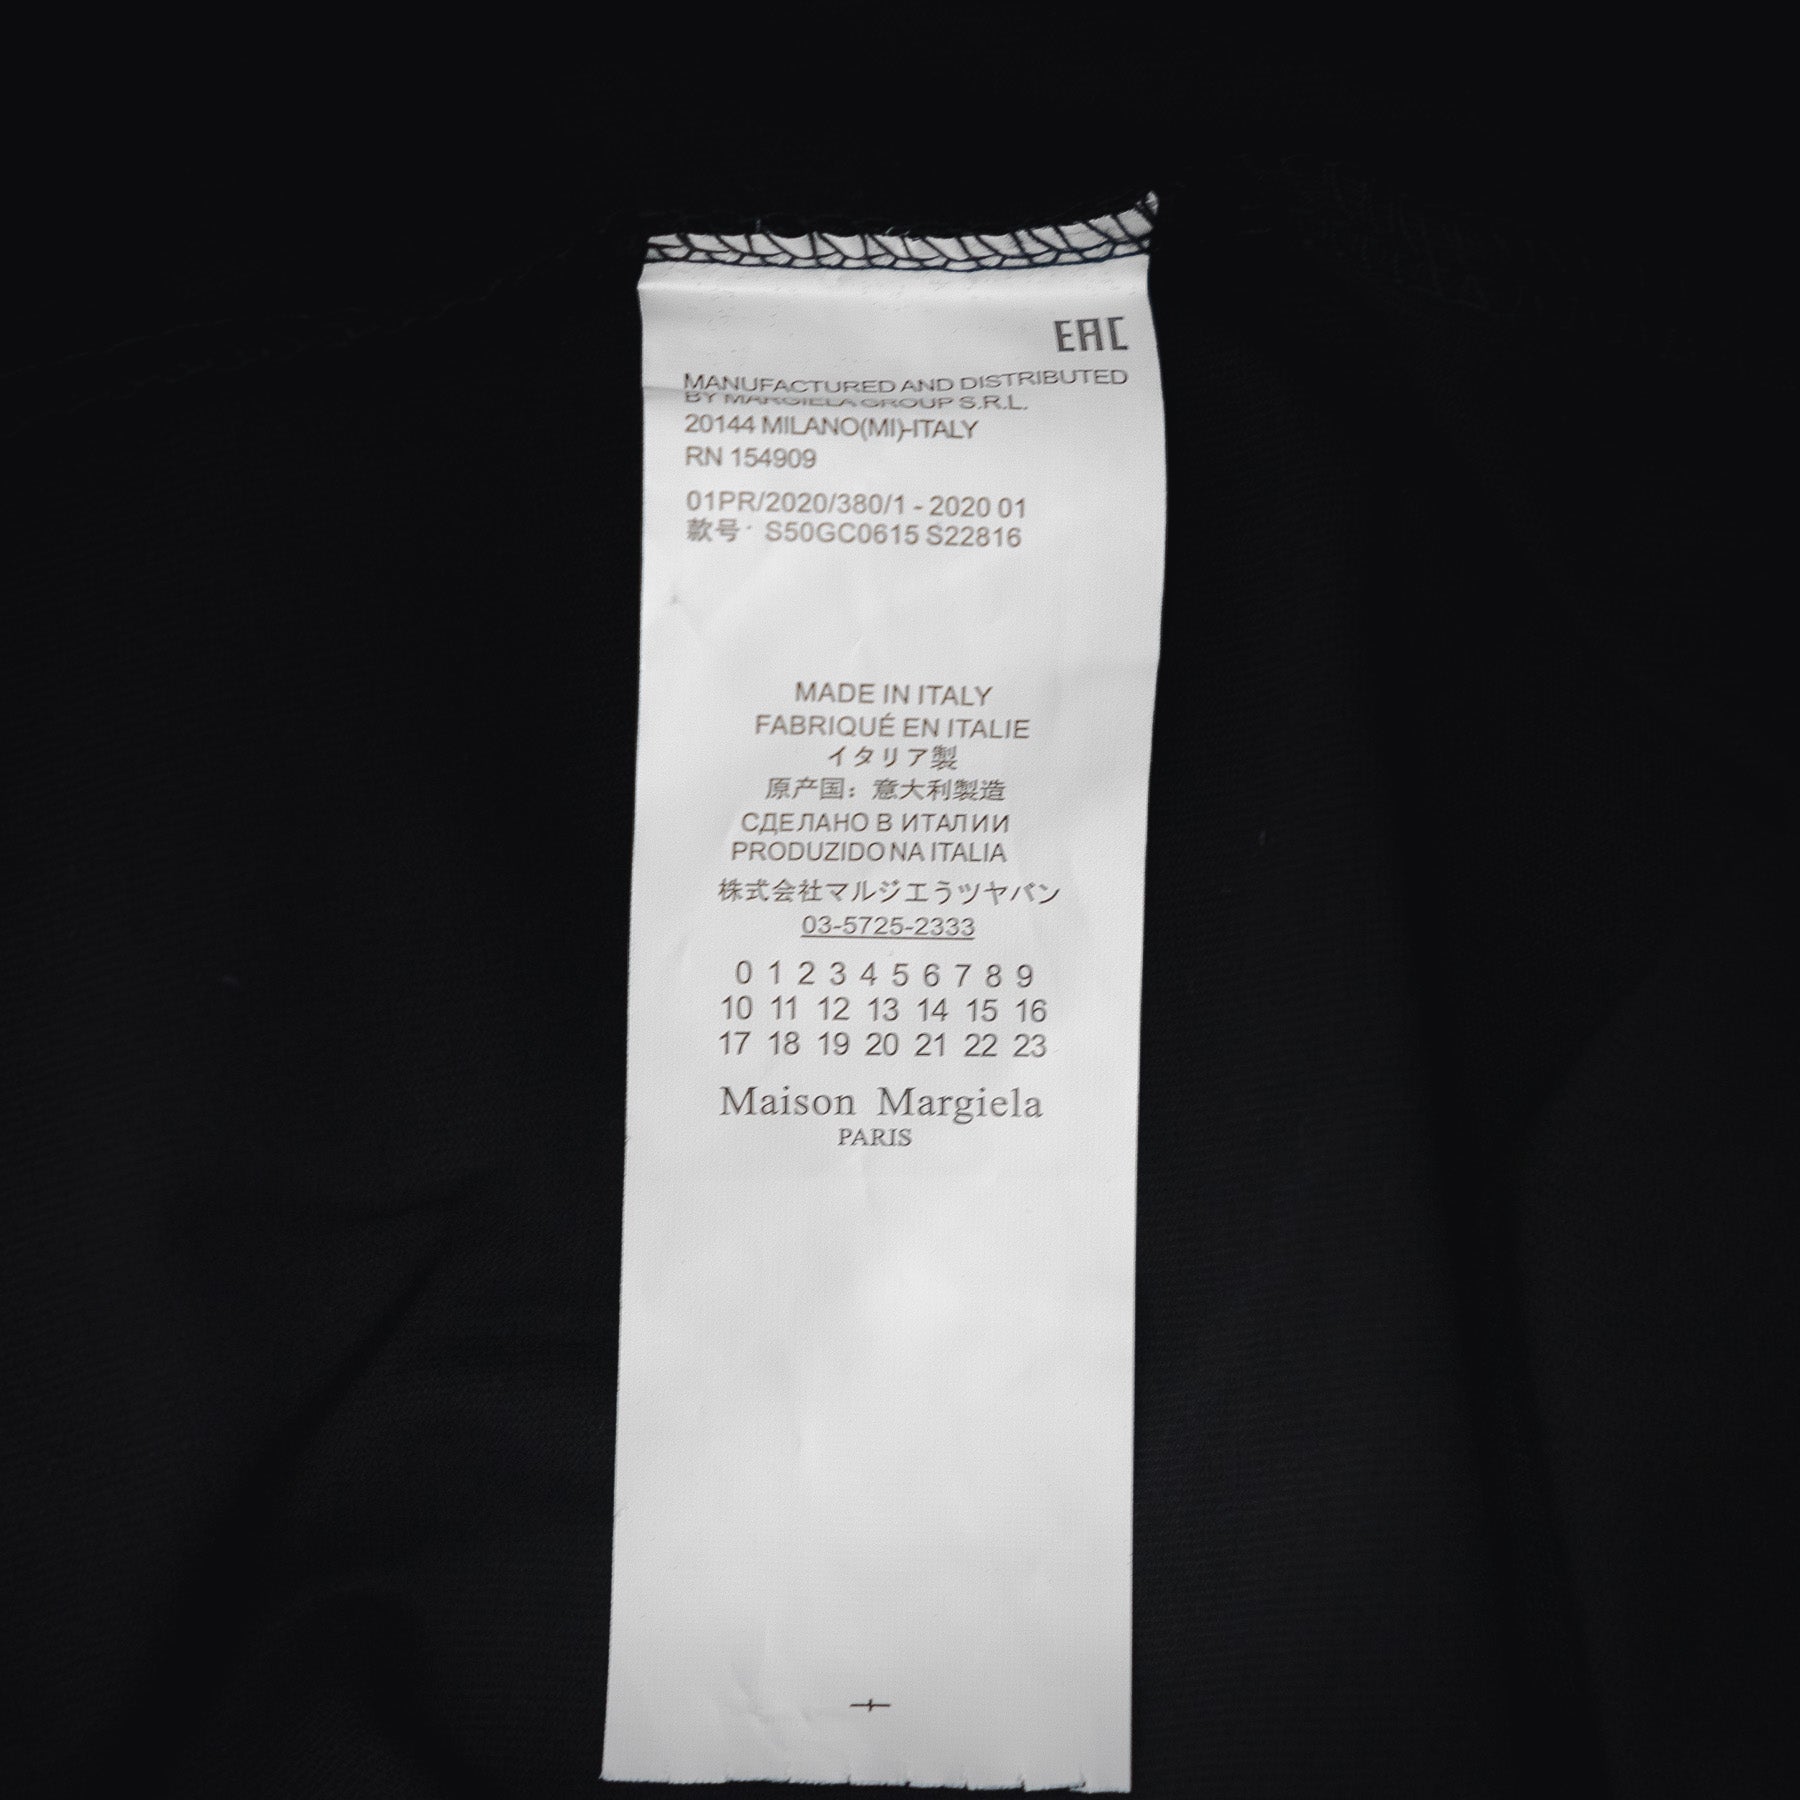 EAC
MANUFACTURED AND DISTRIBUTED
BY MARGIELA GROUP S.R.L.
20144 MILANO(MI)-ITALY
RN 154909
01PR/2020/380/1 - 2020 01
款号· S50GC0615 S22816
MADE IN ITALY
FABRIQUÉ EN ITALIE
イタリア製
原产国：意大利製造
СДЕЛАНО В ИТАЛИИ
PRODUZIDO NA ITALIA
株式会社マルジエうツヤパン
03-5725-2333
0 1 2 3 4 5 6 7 8 9
10 11 12 13 14 15 16
17 18 19 20 21 22 23
Maison Margiela
PARIS